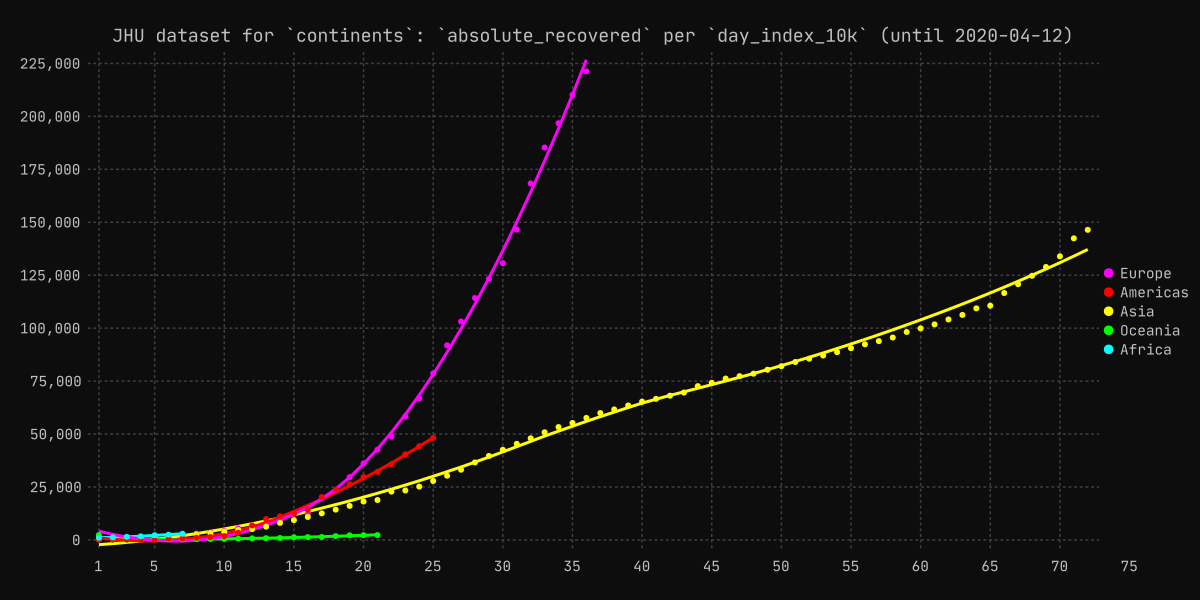 JHU dataset for `continents`: `absolute_recovered` per `day_index_10k` (until 2020-04-12)
225,000
200,000
175,000
150,000
125,000
100,000
75,000
50,000
25,000
0
1 5 10 15 20 25 30 35 40 45 50 55 60 65 70 75
Europe
Americas
Asia
Oceania
Africa